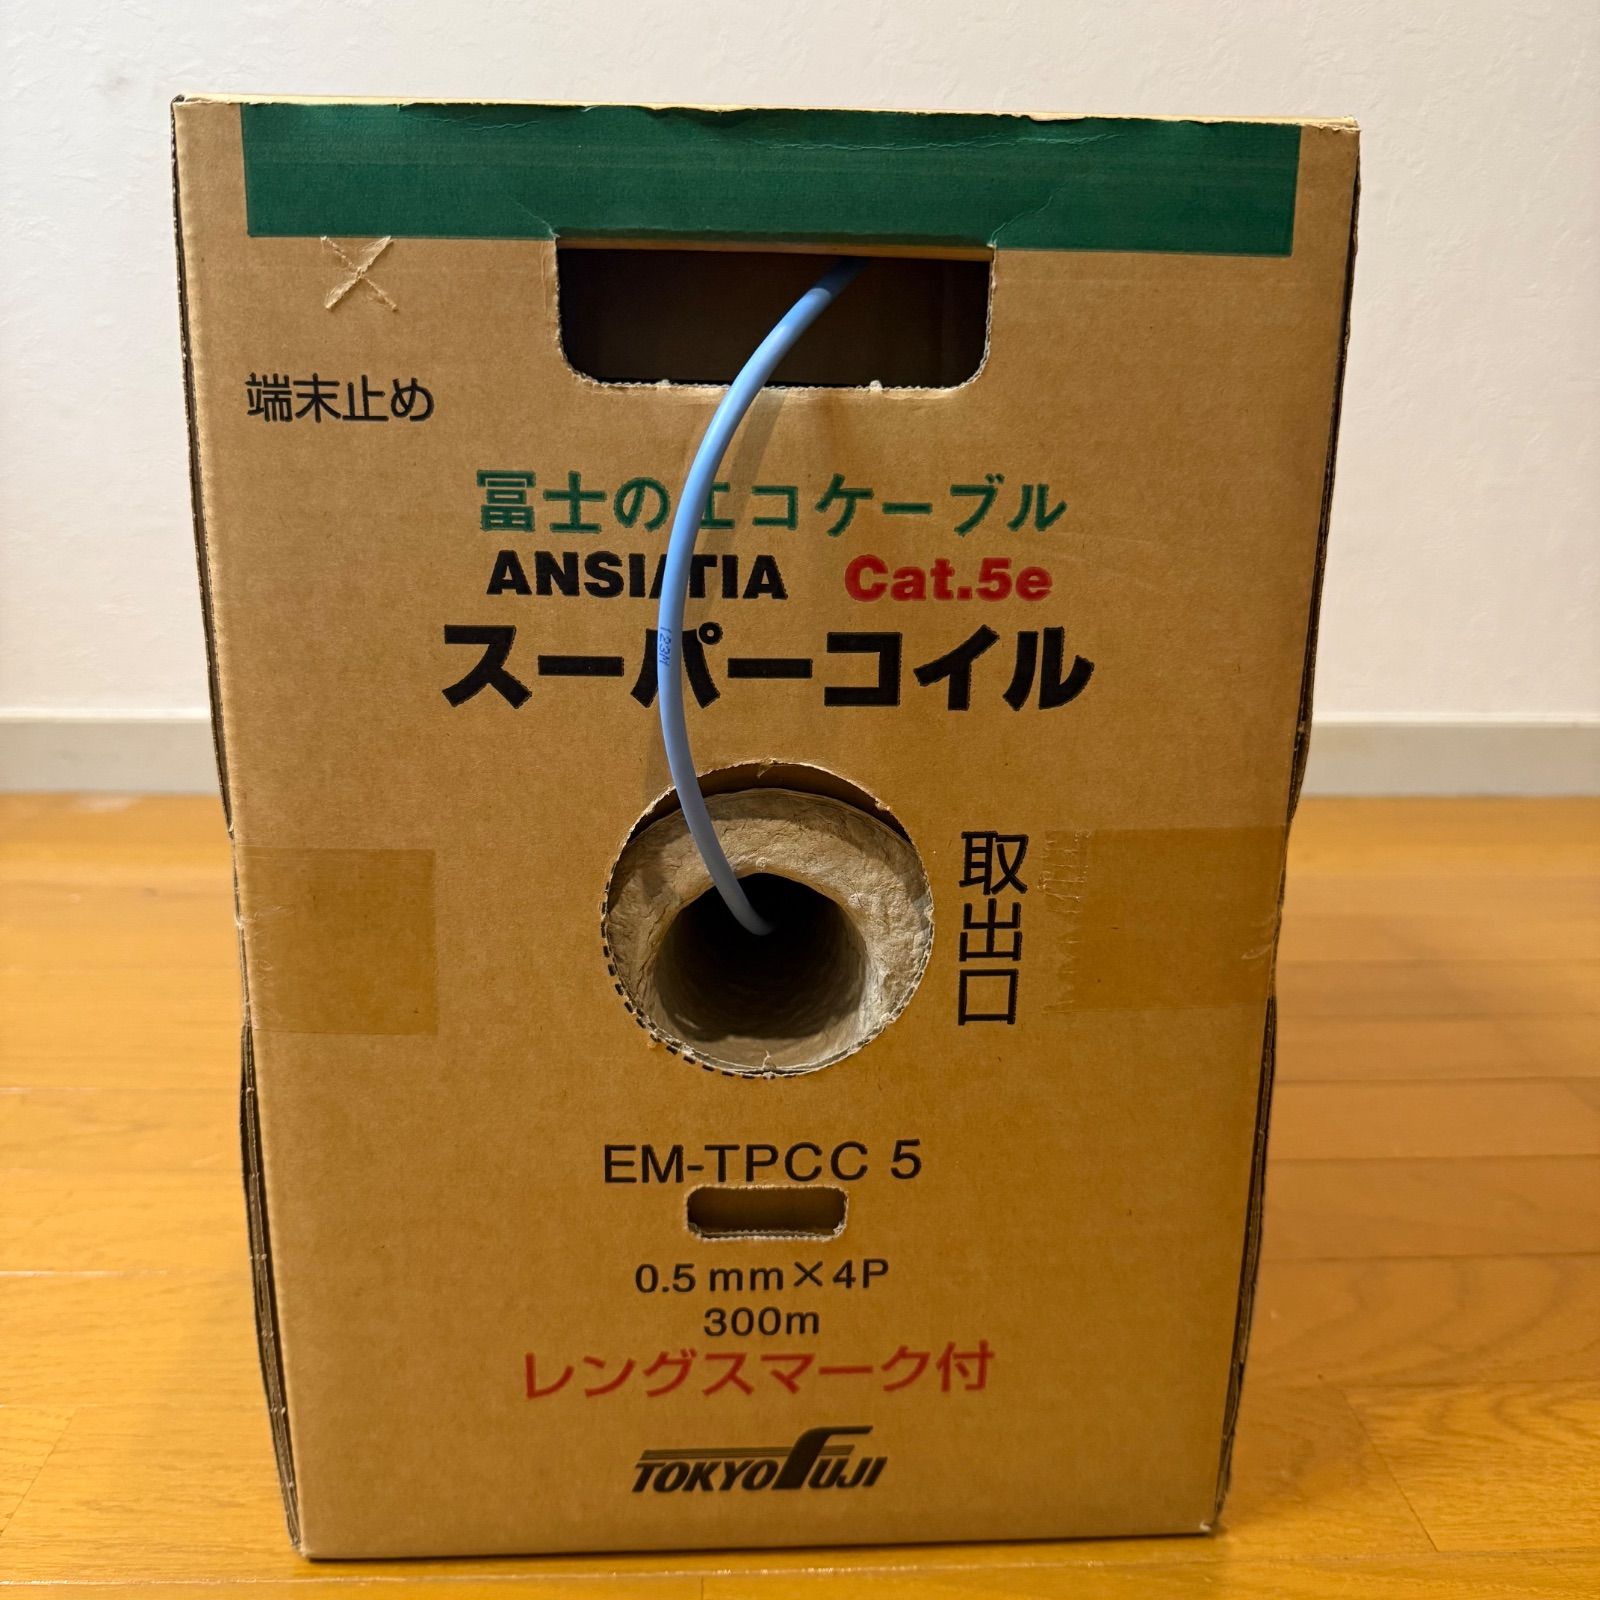 端末止め
冨士のエコケーブル
ANSI/TIA Cat.5e
スーパーコイル
123M
取出口
EM-TPCC 5
0.5mm×4P
300m
レングスマーク付
TOKYO FUJI